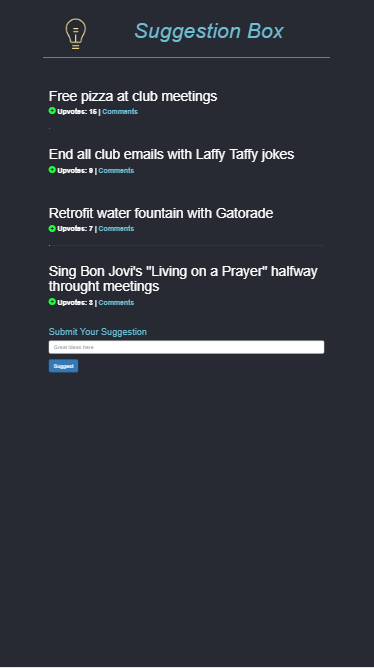 Suggestion Box
Free pizza at club meetings
Upvotes: 15 | Comments
End all club emails with Laffy Taffy jokes
Upvotes: 9 | Comments
Retrofit water fountain with Gatorade
Upvotes: 7 | Comments
Sing Bon Jovi's "Living on a Prayer" halfway
throught meetings
Upvotes: 3 | Comments
Submit Your Suggestion
Great ideas here
Suggest